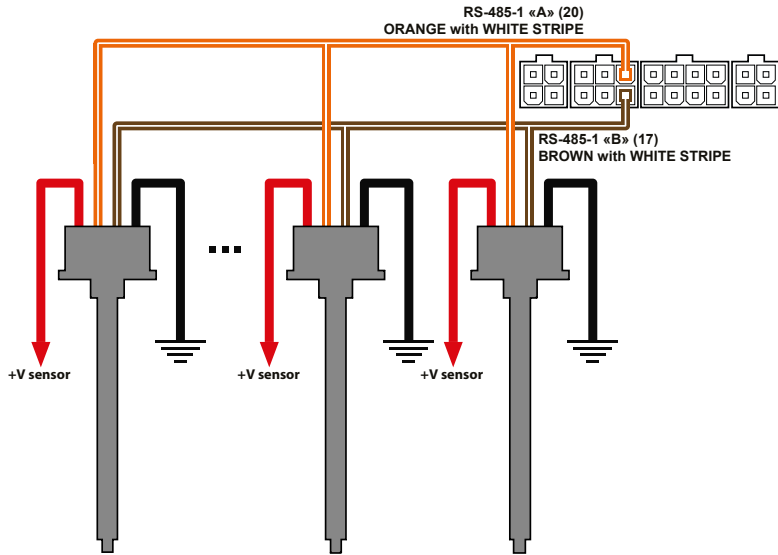 RS-485-1 «A» (20)
ORANGE with WHITE STRIPE
RS-485-1 «B» (17)
BROWN with WHITE STRIPE
+V sensor
+V sensor
+V sensor